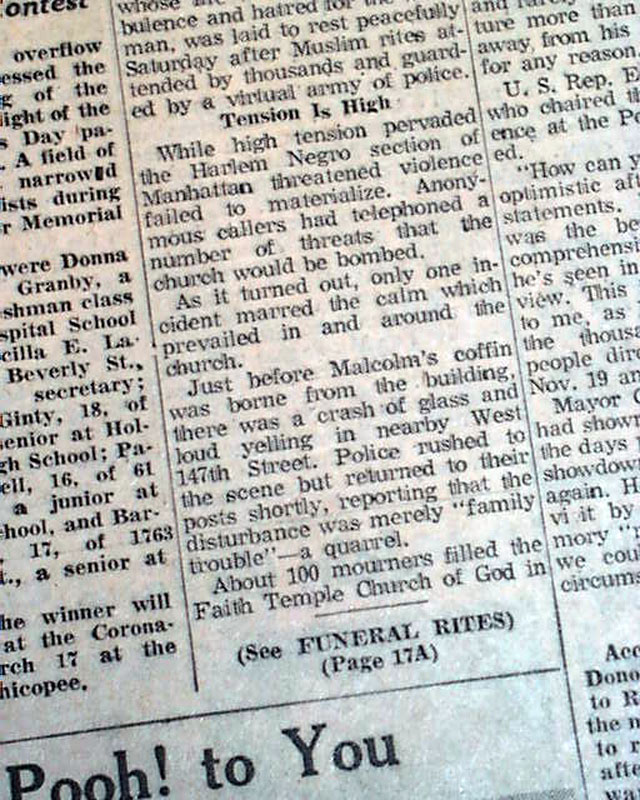 contest
overflow
essed the
g of the
light of the
s Day pa-
. A field of
narrowed
ists during
r Memorial
were Donna
Granby, a
shman class
spital School
cilla E. La-
Beverly St.,
secretary;
Ginty, 18, of
senior at Hol-
gh School; Pa-
ell, 16, of 61
a junior at
chool, and Bar-
17, of 1763
t., a senior at
he winner will
at the Corona-
rch 17 at the
hicopee.
bulence and hatred for the
man, was laid to rest peacefully
Saturday after Muslim rites at-
tended by thousands and guard-
ed by a virtual army of police.
Tension Is High
While high tension pervaded
the Harlem Negro section of
Manhattan threatened violence
failed to materialize. Anony-
mous callers had telephoned a
number of threats that the
church would be bombed.
As it turned out, only one in-
cident marred the calm which
prevailed in and around the
church.
Just before Malcolm's coffin
was borne from the building,
there was a crash of glass and
loud yelling in nearby West
147th Street. Police rushed to
the scene but returned to their
posts shortly, reporting that the
disturbance was merely "family
trouble"—a quarrel.
About 100 mourners filled the
Faith Temple Church of God in
(See FUNERAL RITES)
(Page 17A)
ture more than
away from his
for any reason
U. S. Rep. E
who chaired th
ence at the Pe
ed.
"How can y
optimistic aft
statements.
was the be
comprehens
he's seen in
view. This
to me, as
the thous
people dir
Nov. 19 an
Mayor C
had show
the days
showdow
again. H
vi it by
mory "
we cou
circum
Acc
Dono
to R
the n
to r
afte
wa
Pooh! to You